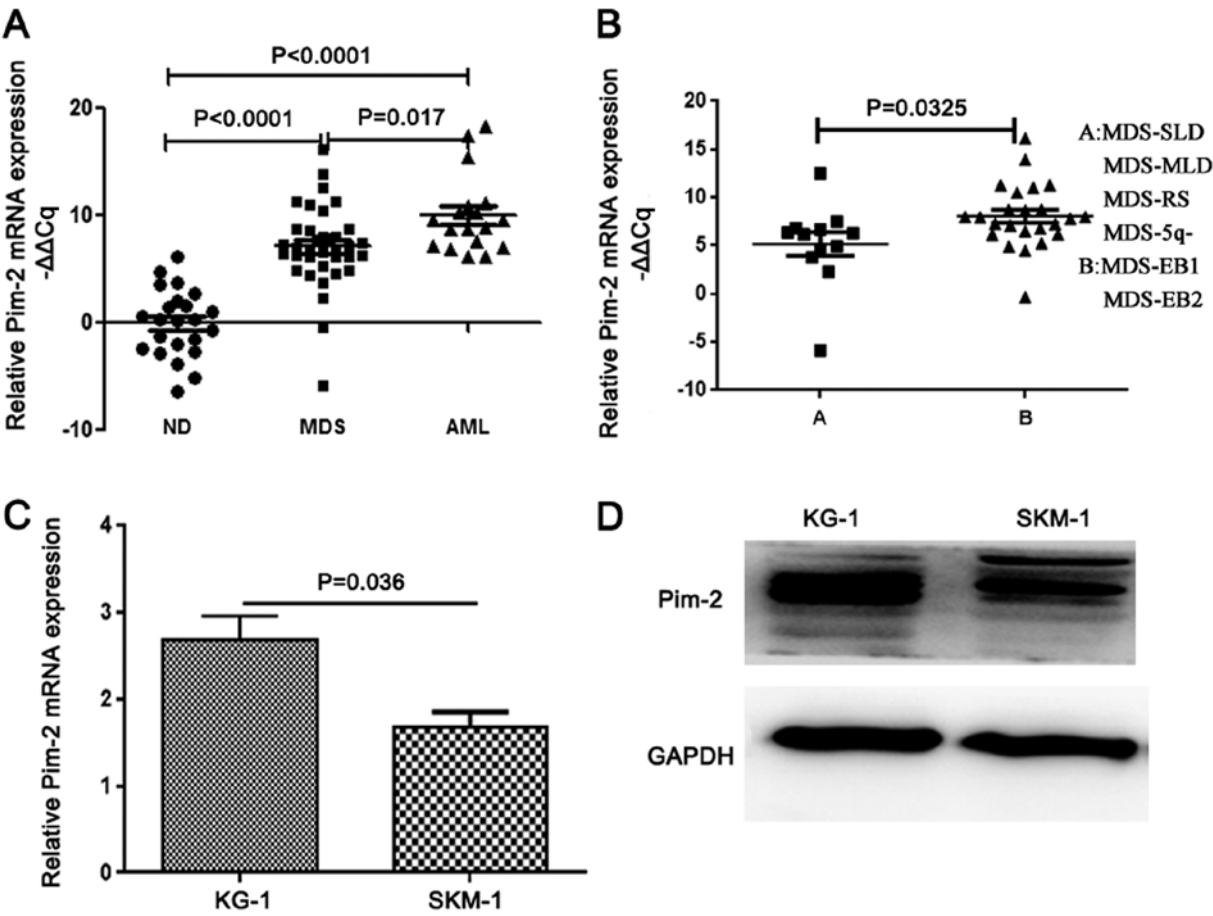 A
P<0.0001
P<0.0001
P=0.017
Relative Pim-2 mRNA expression
-ΔΔCq
20
10
0
-10
ND
MDS
AML
B
P=0.0325
Relative Pim-2 mRNA expression
-ΔΔCq
20
15
10
5
0
-5
-10
A
B
A:MDS-SLD
MDS-MLD
MDS-RS
MDS-5q-
B:MDS-EB1
MDS-EB2
C
P=0.036
Relative Pim-2 mRNA expression
4
3
2
1
0
KG-1
SKM-1
D
KG-1
SKM-1
Pim-2
GAPDH